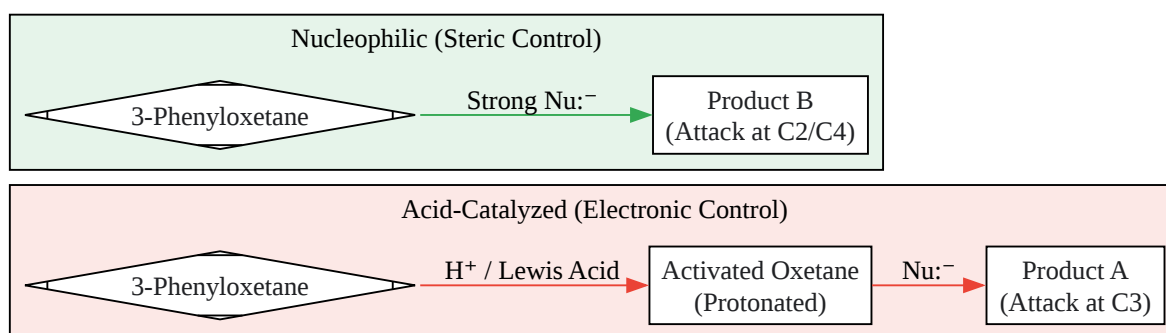 Nucleophilic (Steric Control)
3-Phenyloxetane
Strong Nu:⁻
Product B
(Attack at C2/C4)
Acid-Catalyzed (Electronic Control)
3-Phenyloxetane
H⁺ / Lewis Acid
Activated Oxetane
(Protonated)
Nu:⁻
Product A
(Attack at C3)